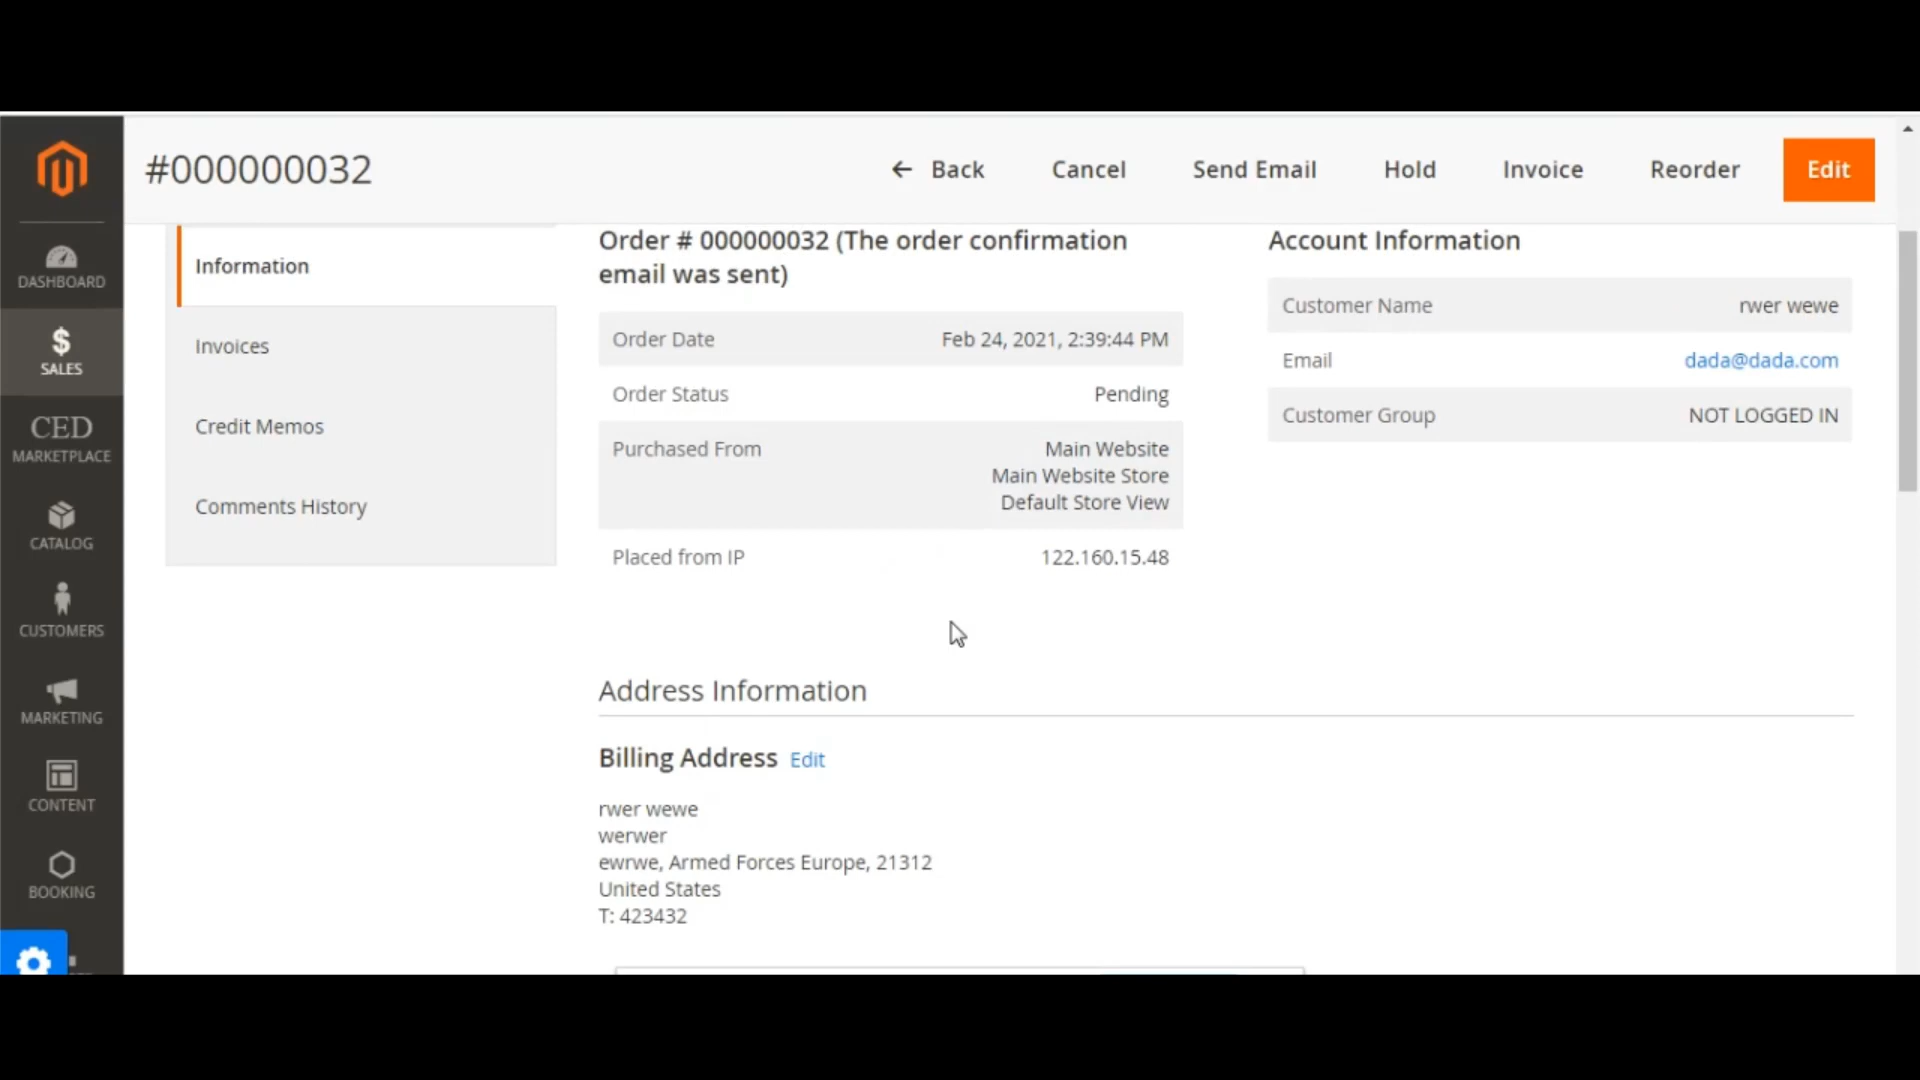 #000000032
Back
Cancel
Send Email
Hold
Invoice
Reorder
Edit
DASHBOARD
SALES
CED
MARKETPLACE
CATALOG
CUSTOMERS
MARKETING
CONTENT
BOOKING
Information
Invoices
Credit Memos
Comments History
Order # 000000032 (The order confirmation
email was sent)
Order Date Feb 24, 2021, 2:39:44 PM
Order Status Pending
Purchased From Main Website
Main Website Store
Default Store View
Placed from IP 122.160.15.48
Account Information
Customer Name rwer wewe
Email dada@dada.com
Customer Group NOT LOGGED IN
Address Information
Billing Address Edit
rwer wewe
werwer
ewrwe, Armed Forces Europe, 21312
United States
T: 423432